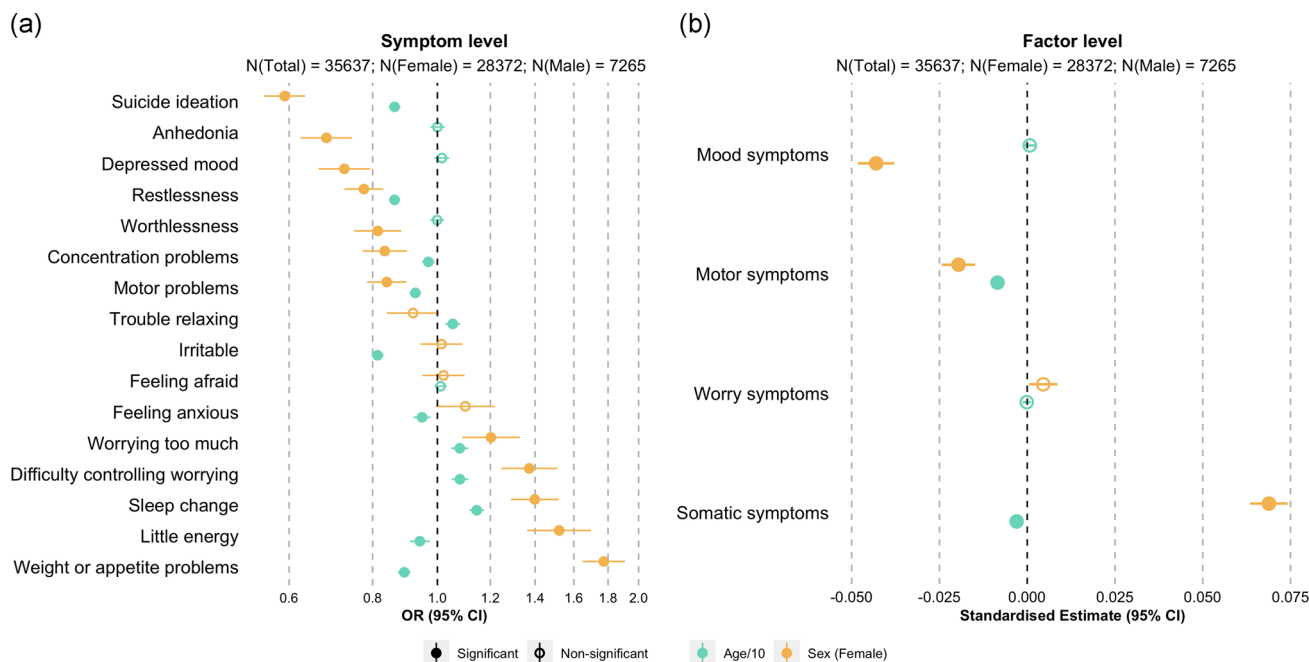 (a)
Symptom level
N(Total) = 35637; N(Female) = 28372; N(Male) = 7265
Suicide ideation
Anhedonia
Depressed mood
Restlessness
Worthlessness
Concentration problems
Motor problems
Trouble relaxing
Irritable
Feeling afraid
Feeling anxious
Worrying too much
Difficulty controlling worrying
Sleep change
Little energy
Weight or appetite problems
0.6 0.8 1.0 1.2 1.4 1.6 1.8 2.0
OR (95% CI)
(b)
Factor level
N(Total) = 35637; N(Female) = 28372; N(Male) = 7265
Mood symptoms
Motor symptoms
Worry symptoms
Somatic symptoms
-0.050 -0.025 0.000 0.025 0.050 0.075
Standardised Estimate (95% CI)
Significant Non-significant Age/10 Sex (Female)